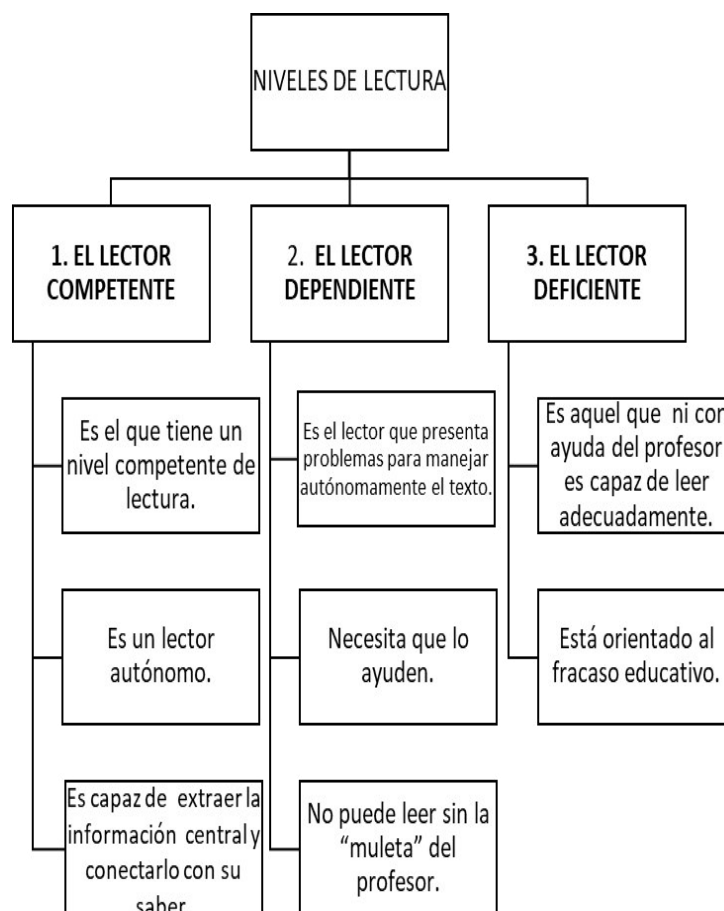 NIVELES DE LECTURA
1. EL LECTOR
COMPETENTE
Es el que tiene un
nivel competente de
lectura.
Es un lector
autónomo.
Es capaz de extraer la
información central y
conectarlo con su
saber
2. EL LECTOR
DEPENDIENTE
Es el lector que presenta
problemas para manejar
autónomamente el texto.
Necesita que lo
ayuden.
No puede leer sin la
“muleta” del
profesor.
3. EL LECTOR
DEFICIENTE
Es aquel que ni con
ayuda del profesor
es capaz de leer
adecuadamente.
Está orientado al
fracaso educativo.